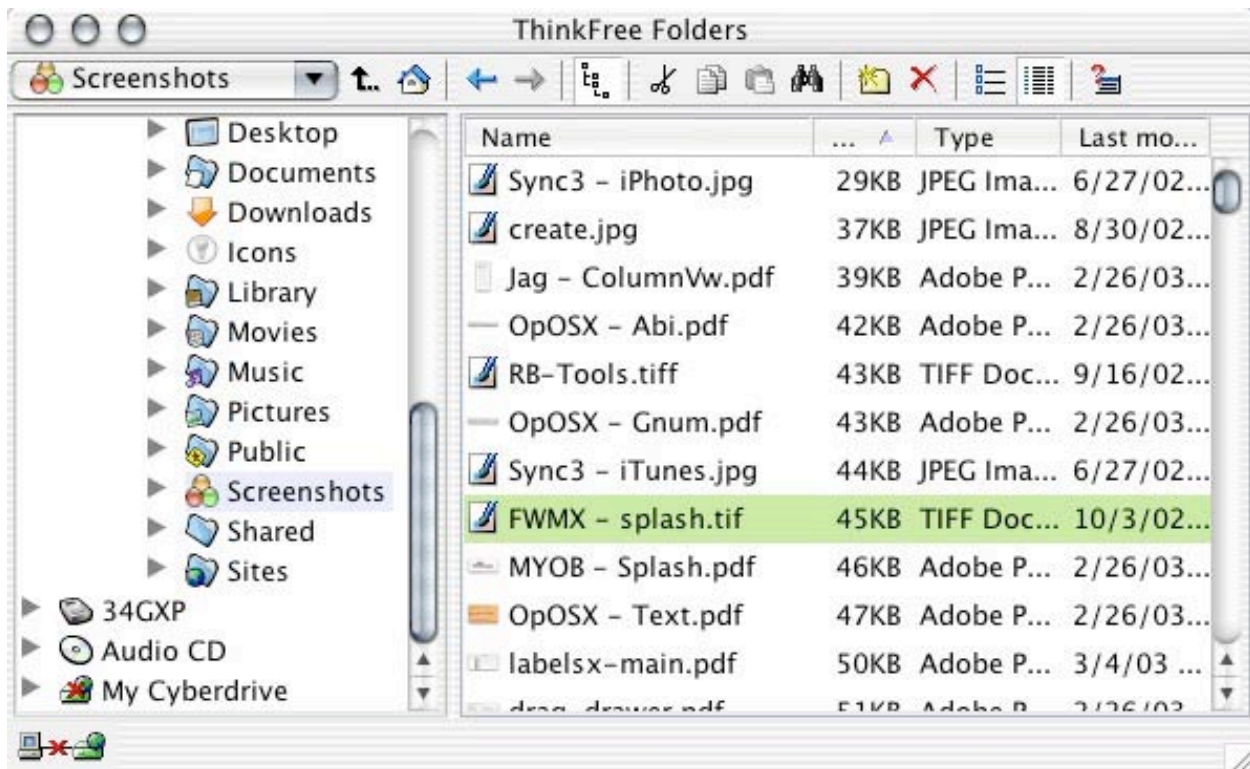 ThinkFree Folders
Screenshots
Desktop
Documents
Downloads
Icons
Library
Movies
Music
Pictures
Public
Screenshots
Shared
Sites
34GXP
Audio CD
My Cyberdrive
Name ... Type Last mo...
Sync3 - iPhoto.jpg 29KB JPEG Ima... 6/27/02...
create.jpg 37KB JPEG Ima... 8/30/02...
Jag - ColumnVw.pdf 39KB Adobe P... 2/26/03...
OpOSX - Abi.pdf 42KB Adobe P... 2/26/03...
RB-Tools.tiff 43KB TIFF Doc... 9/16/02...
OpOSX - Gnum.pdf 43KB Adobe P... 2/26/03...
Sync3 - iTunes.jpg 44KB JPEG Ima... 6/27/02...
FWMX - splash.tif 45KB TIFF Doc... 10/3/02...
MYOB - Splash.pdf 46KB Adobe P... 2/26/03...
OpOSX - Text.pdf 47KB Adobe P... 2/26/03...
labelsx-main.pdf 50KB Adobe P... 3/4/03 ...